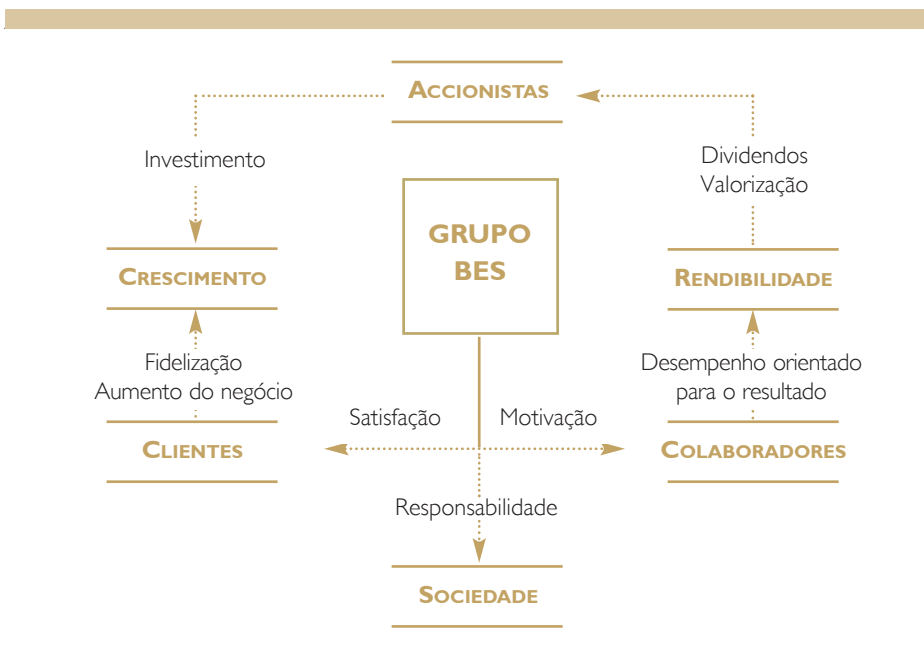 ACCIONISTAS
Investimento
Dividendos
Valorização
GRUPO
BES
CRESCIMENTO
RENDIBILIDADE
Fidelização
Aumento do negócio
Desempenho orientado
para o resultado
Satisfação
Motivação
CLIENTES
COLABORADORES
Responsabilidade
SOCIEDADE